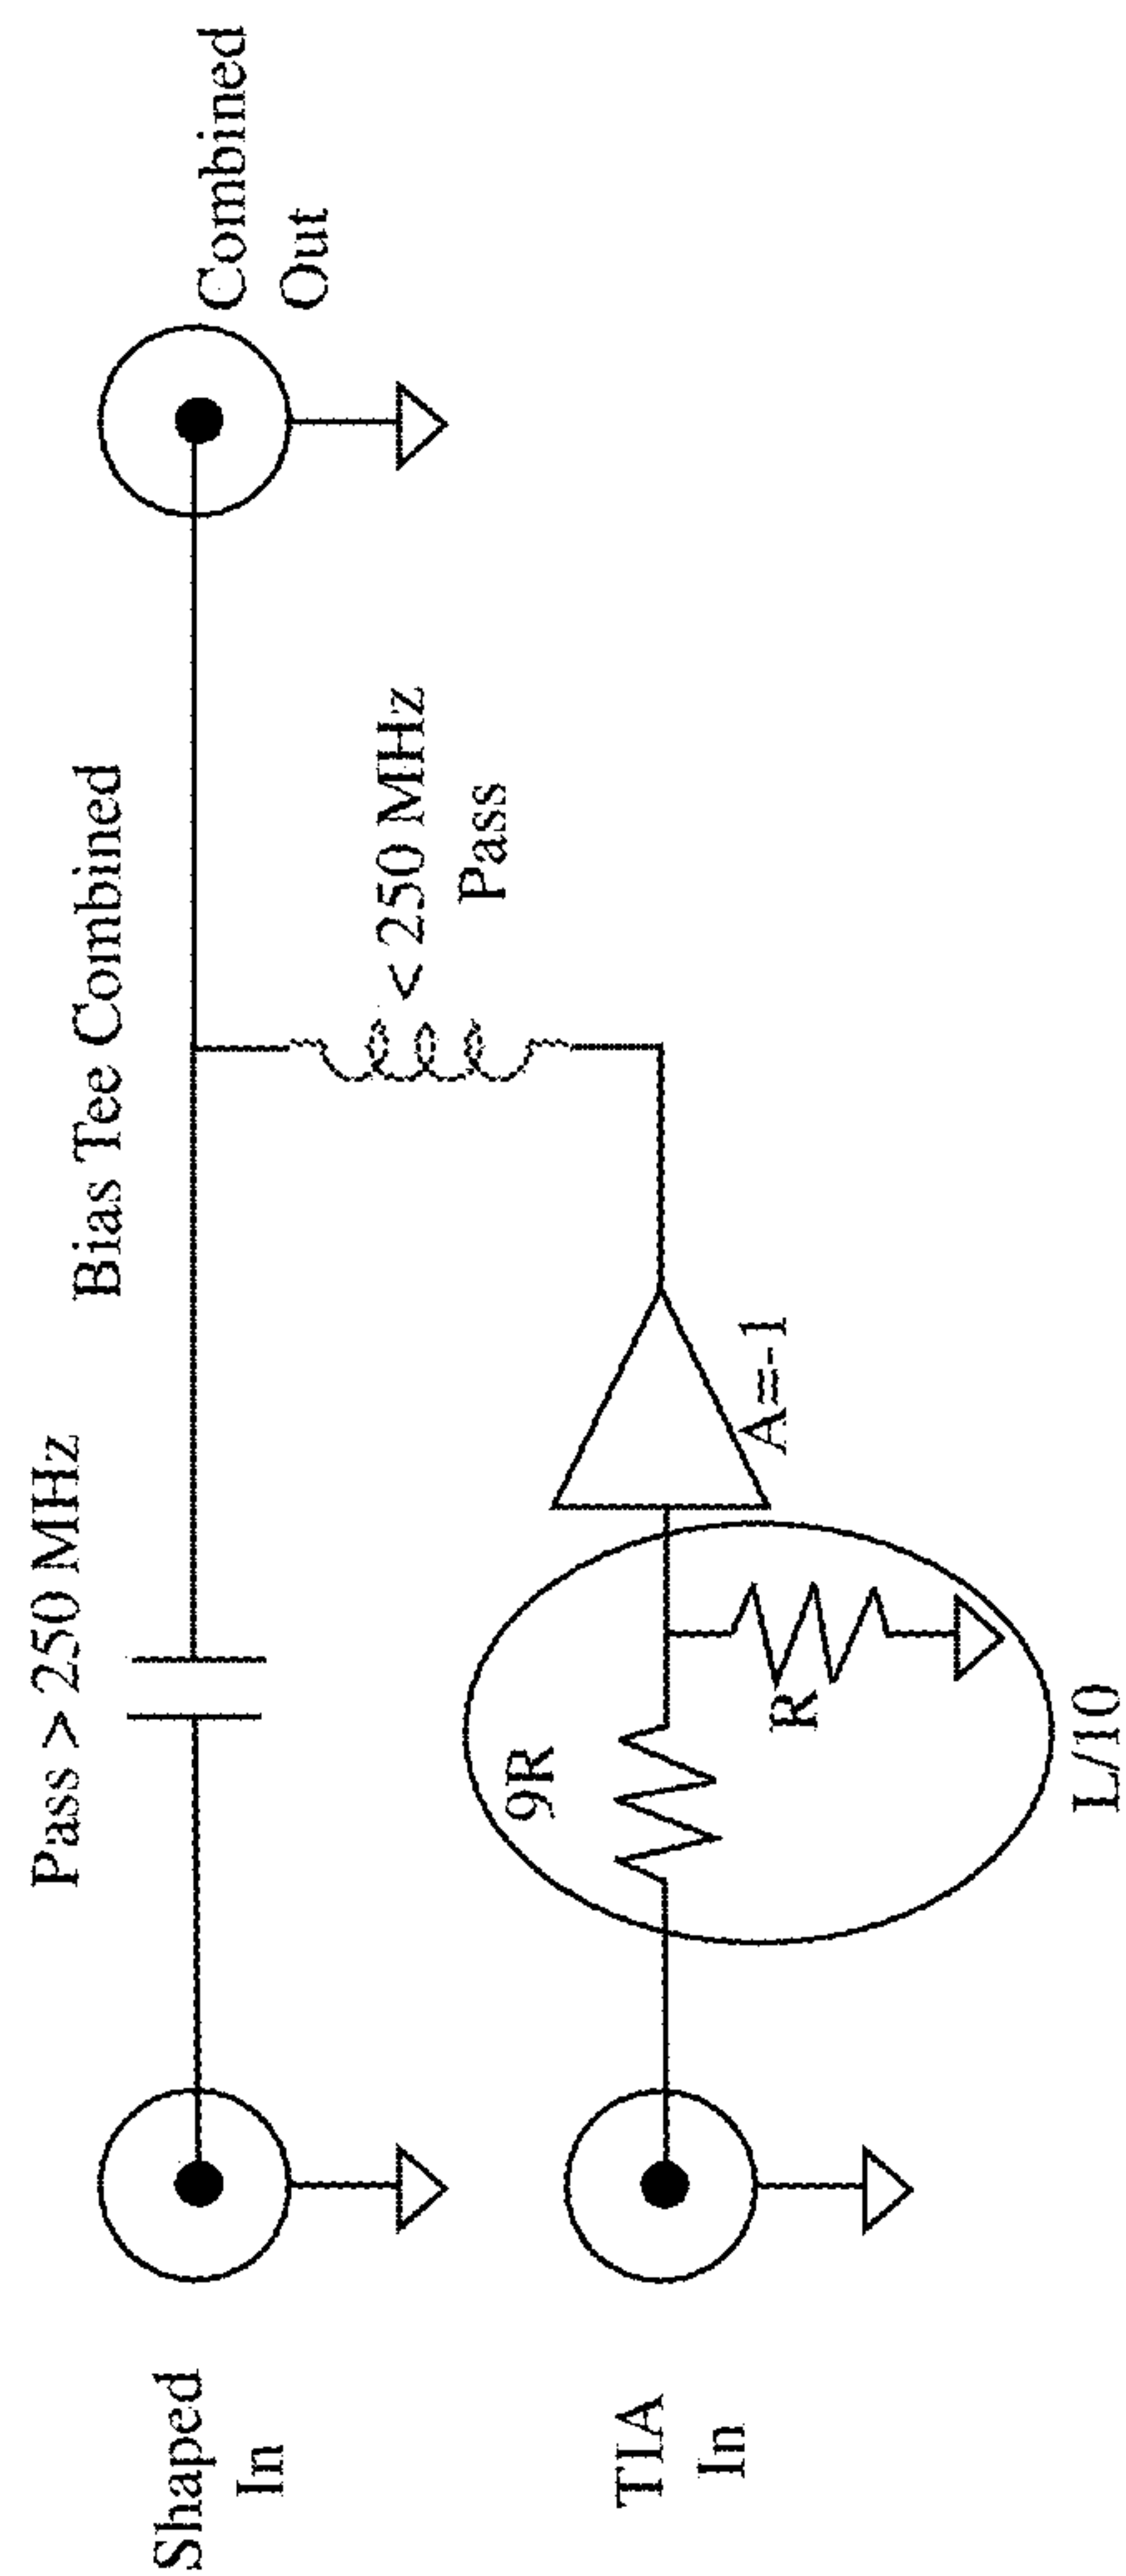 Bias Tee Combined
Pass > 250 MHz
Shaped
In
Combined
Out
< 250 MHz
Pass
TIA
In
9R
R
A=-1
L/10